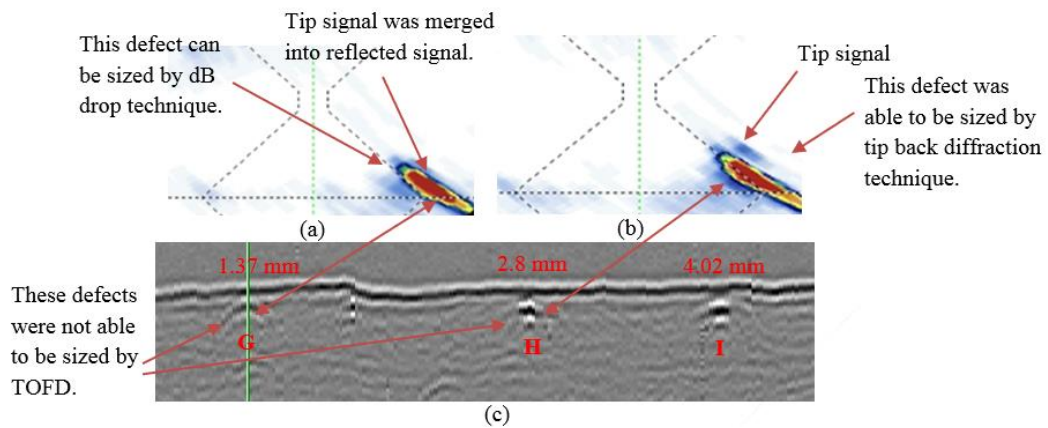 This defect can
be sized by dB
drop technique.
Tip signal was merged
into reflected signal.
Tip signal
This defect was
able to be sized by
tip back diffraction
technique.
(a)
(b)
These defects
were not able
to be sized by
TOFD.
1.37 mm
2.8 mm
4.02 mm
G
H
I
(c)